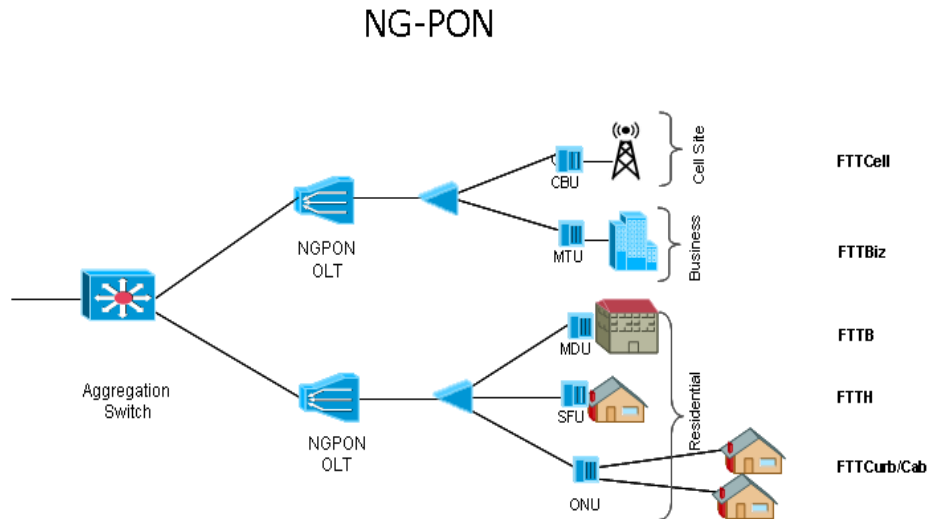 NG-PON
CBU
Cell Site
FTTCell
NGPON
OLT
MTU
Business
FTTBiz
Aggregation
Switch
MDU
FTTB
SFU
Residential
FTTH
NGPON
OLT
ONU
FTTCurb/Cab